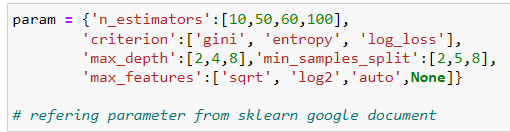 param = {'n_estimators':[10,50,60,100],
'criterion':['gini', 'entropy', 'log_loss'],
'max_depth':[2,4,8],'min_samples_split':[2,5,8],
'max_features':['sqrt', 'log2','auto',None]}
# refering parameter from sklearn google document